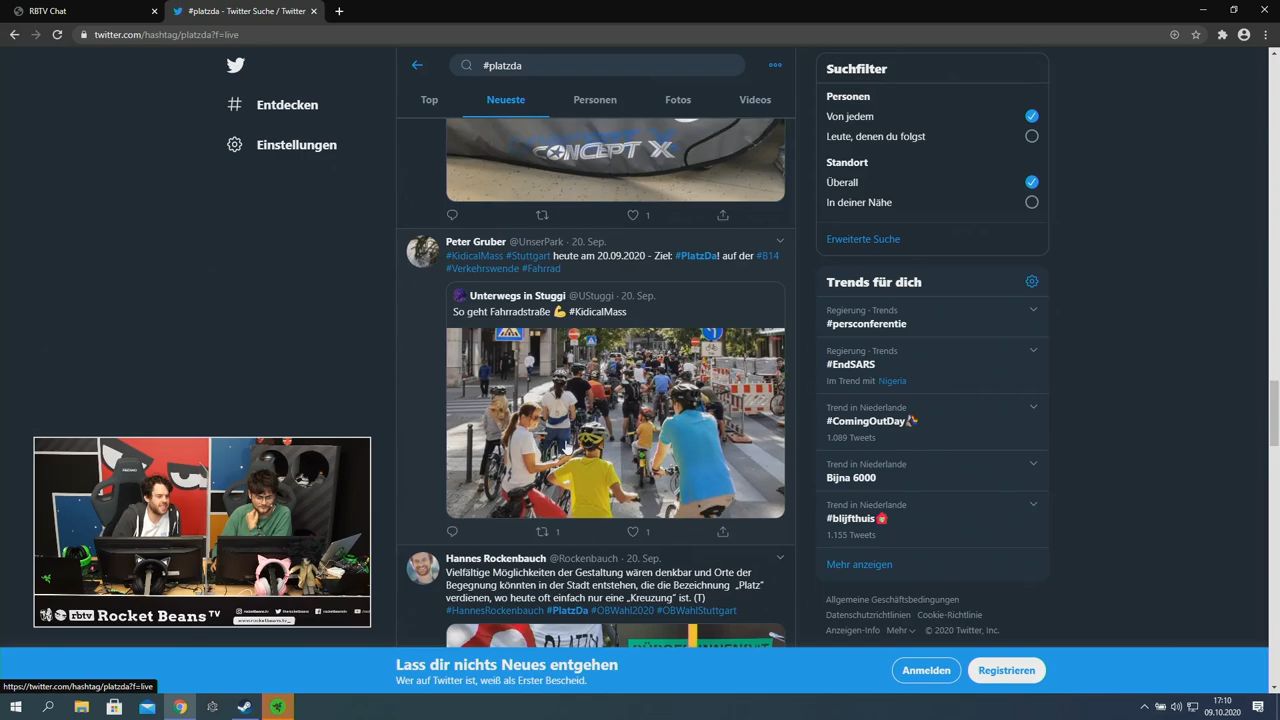 RBTV Chat
#platzda - Twitter Suche / Twitter
twitter.com/hashtag/platzda?f=live
#platzda
Entdecken
Einstellungen
Top
Neueste
Personen
Fotos
Videos
CONCEPT X
1
Peter Gruber @UnserPark · 20. Sep.
#KidicalMass #Stuttgart heute am 20.09.2020 - Ziel: #PlatzDa! auf der #B14
#Verkehrswende #Fahrrad
Unterwegs in Stuggi @UStuggi · 20. Sep.
So geht Fahrradstraße 💪 #KidicalMass
1
1
Hannes Rockenbauch @Rockenbauch · 20. Sep.
Vielfältige Möglichkeiten der Gestaltung wären denkbar und Orte der
Begegnung könnten in der Stadt entstehen, die die Bezeichnung „Platz“
verdienen, wo heute oft einfach nur eine „Kreuzung“ ist. (T)
#HannesRockenbauch #PlatzDa #OBWahl2020 #OBWahlStuttgart
Suchfilter
Personen
Von jedem
Leute, denen du folgst
Standort
Überall
In deiner Nähe
Erweiterte Suche
Trends für dich
Regierung · Trends
#persconferentie
Regierung · Trends
#EndSARS
Im Trend mit Nigeria
Trend in Niederlande
#ComingOutDay
1.089 Tweets
Trend in Niederlande
Bijna 6000
Trend in Niederlande
#blijfthuis
1.155 Tweets
Mehr anzeigen
Allgemeine Geschäftsbedingungen
Datenschutzrichtlinien Cookie-Richtlinie
Anzeigen-Info Mehr © 2020 Twitter, Inc.
rbtv Rocket Beans TV
Lass dir nichts Neues entgehen
Wer auf Twitter ist, weiß als Erster Bescheid.
Anmelden
Registrieren
https://twitter.com/hashtag/platzda?f=live
17:10
09.10.2020